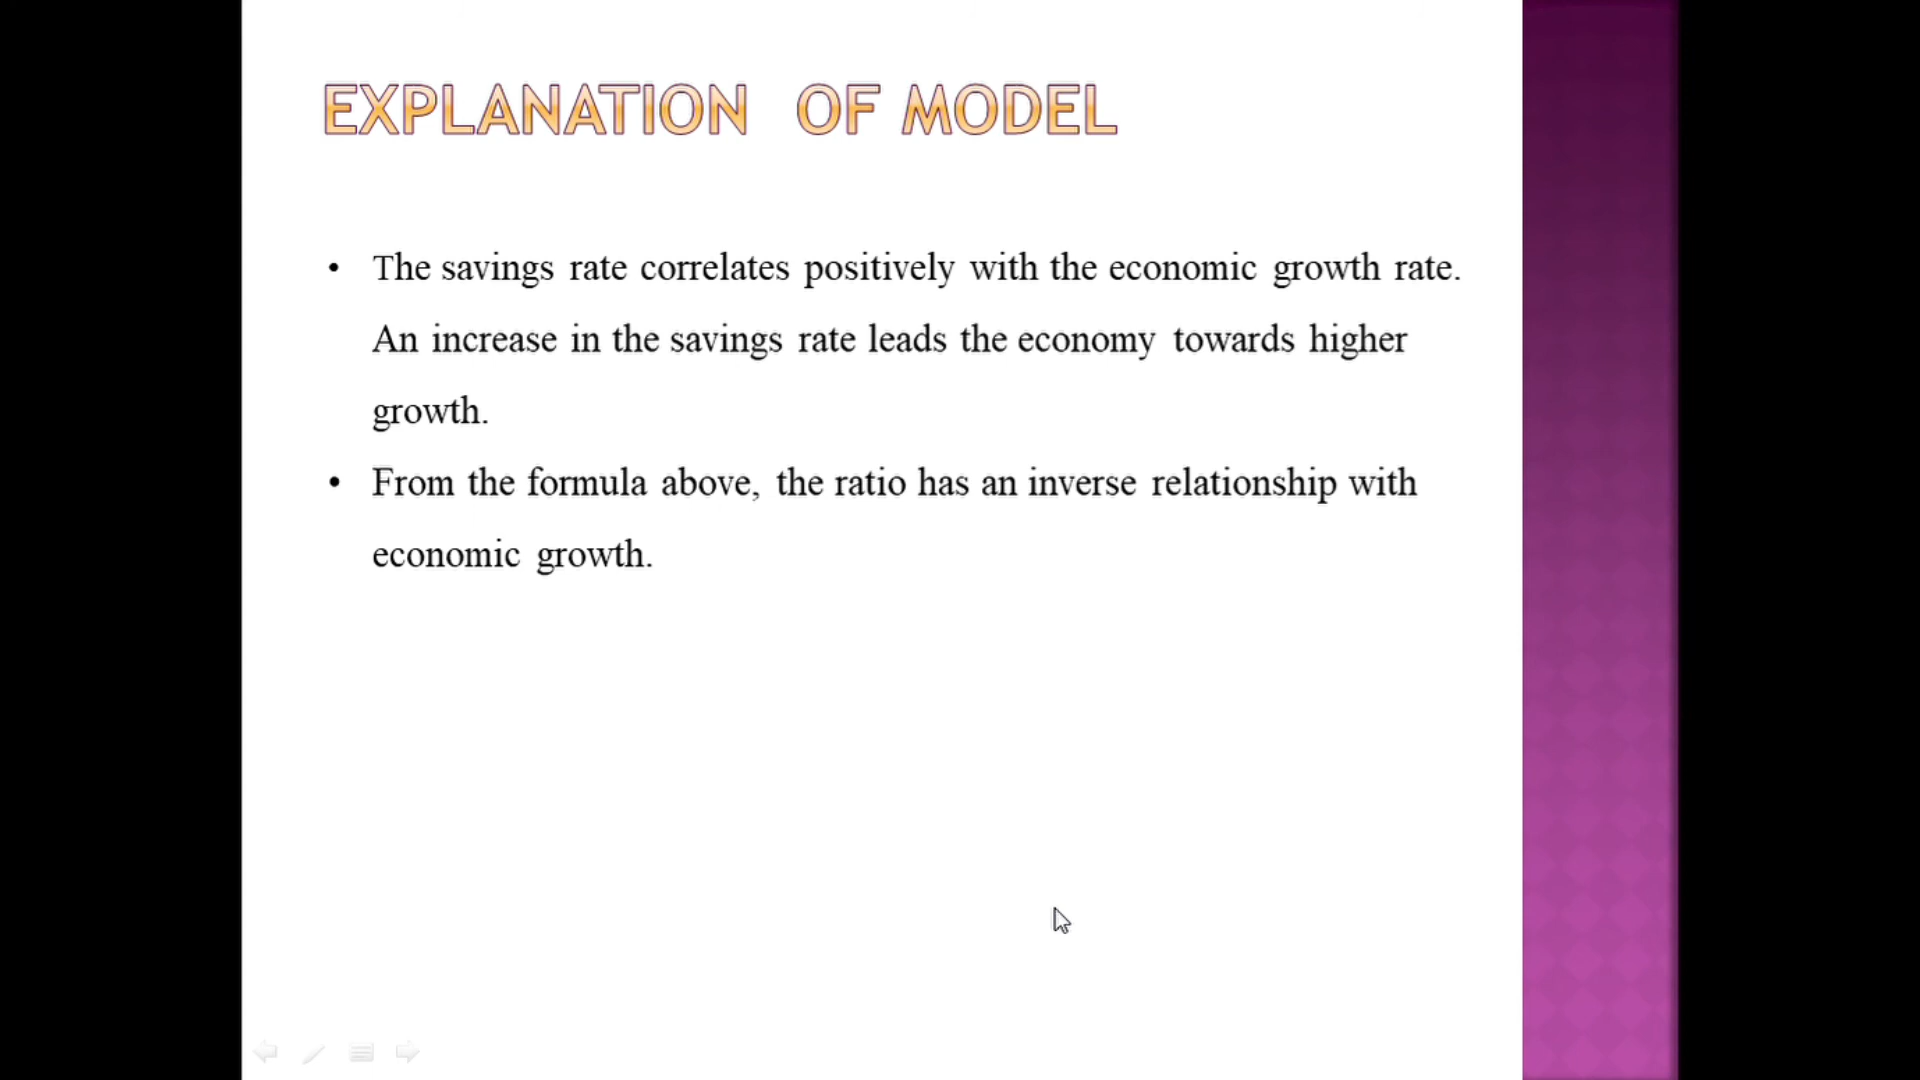 EXPLANATION OF MODEL
• The savings rate correlates positively with the economic growth rate.
An increase in the savings rate leads the economy towards higher
growth.
• From the formula above, the ratio has an inverse relationship with
economic growth.